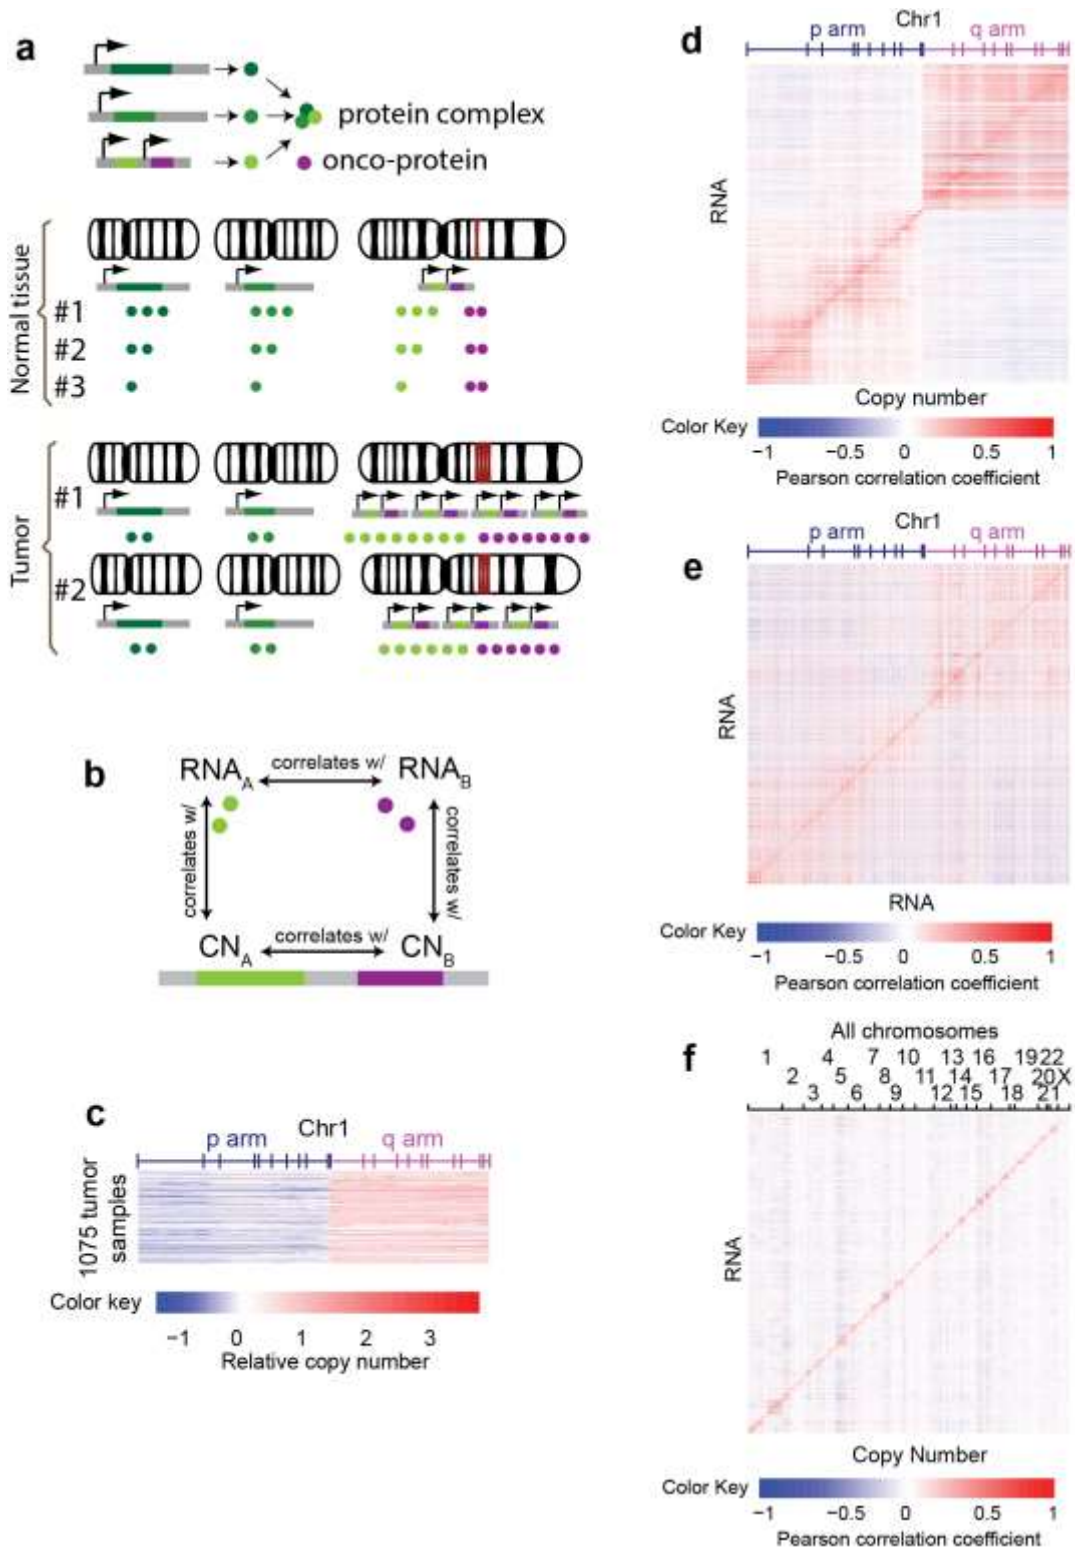 a
protein complex
onco-protein
Normal tissue
#1
#2
#3
Tumor
#1
#2
b
RNA_A correlates w/ RNA_B
correlates w/
correlates w/
CN_A correlates w/ CN_B
c
Chr1
p arm q arm
1075 tumor
samples
Color key
−1 0 1 2 3
Relative copy number
d
Chr1
p arm q arm
RNA
Copy number
Color Key
−1 −0.5 0 0.5 1
Pearson correlation coefficient
e
Chr1
p arm q arm
RNA
RNA
Color Key
−1 −0.5 0 0.5 1
Pearson correlation coefficient
f
All chromosomes
1 4 7 10 13 16 19 22
2 5 8 11 14 17 20 X
3 6 9 12 15 18 21
RNA
Copy Number
Color Key
−1 −0.5 0 0.5 1
Pearson correlation coefficient